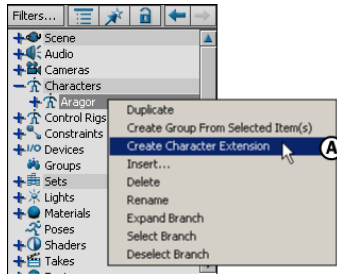 Filters...
Scene
Audio
Cameras
Characters
Aragor
Control Rigs
Constraints
I/O Devices
Groups
Sets
Lights
Materials
Poses
Shaders
Takes
Duplicate
Create Group From Selected Item(s)
Create Character Extension
A
Insert...
Delete
Rename
Expand Branch
Select Branch
Deselect Branch